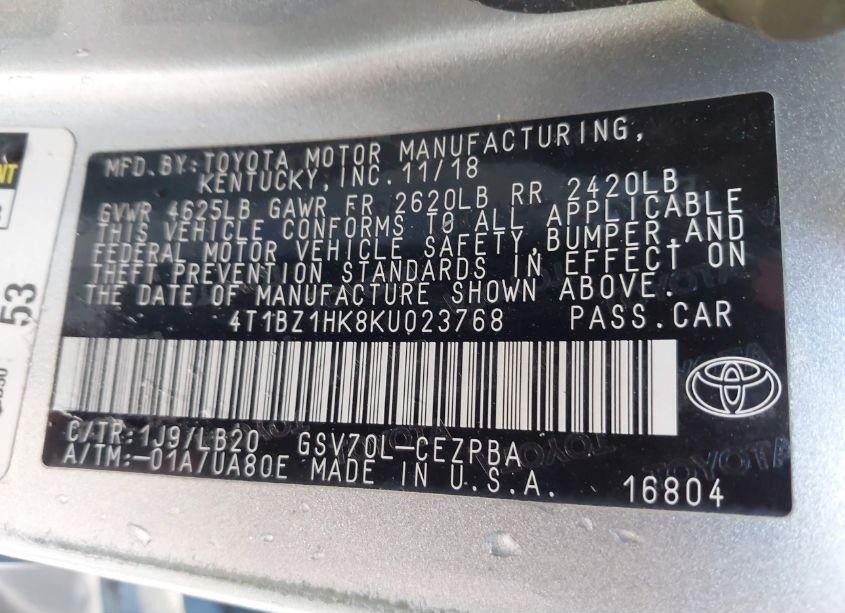 MFD.BY:TOYOTA MOTOR MANUFACTURING,
KENTUCKY,INC.11/18
GVWR 4625LB GAWR FR 2620LB RR 2420LB
THIS VEHICLE CONFORMS TO ALL APPLICABLE
FEDERAL MOTOR VEHICLE SAFETY,BUMPER,AND
THEFT PREVENTION STANDARDS IN EFFECT ON
THE DATE OF MANUFACTURE SHOWN ABOVE.
4T1BZ1HK8KU023768 PASS.CAR
C/TR:1J9/LB20 GSV70L-CEZPBA
A/TM:-01A/UA80E MADE IN U.S.A.
16804
53